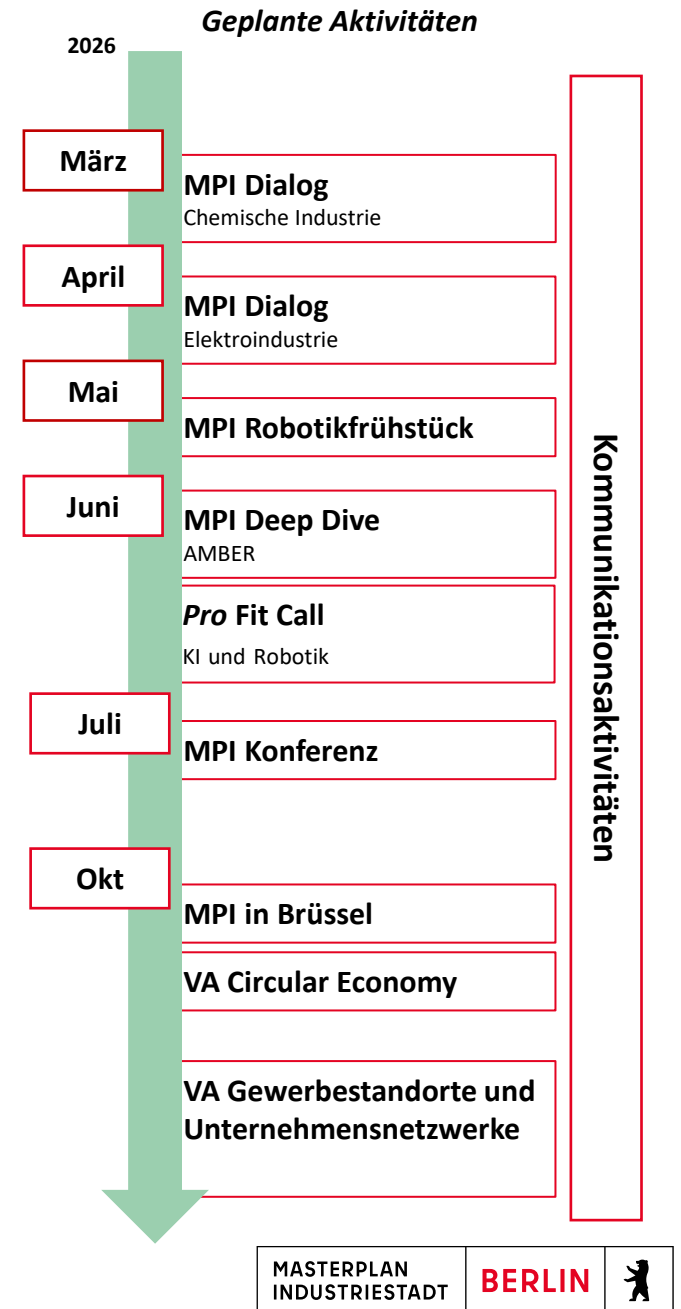 Geplante Aktivitäten
2026
März
MPI Dialog
Chemische Industrie
April
MPI Dialog
Elektroindustrie
Mai
MPI Robotikfrühstück
Juni
MPI Deep Dive
AMBER
Pro Fit Call
KI und Robotik
Juli
MPI Konferenz
Okt
MPI in Brüssel
VA Circular Economy
VA Gewerbestandorte und
Unternehmensnetzwerke
Kommunikationsaktivitäten
MASTERPLAN
INDUSTRIESTADT
BERLIN